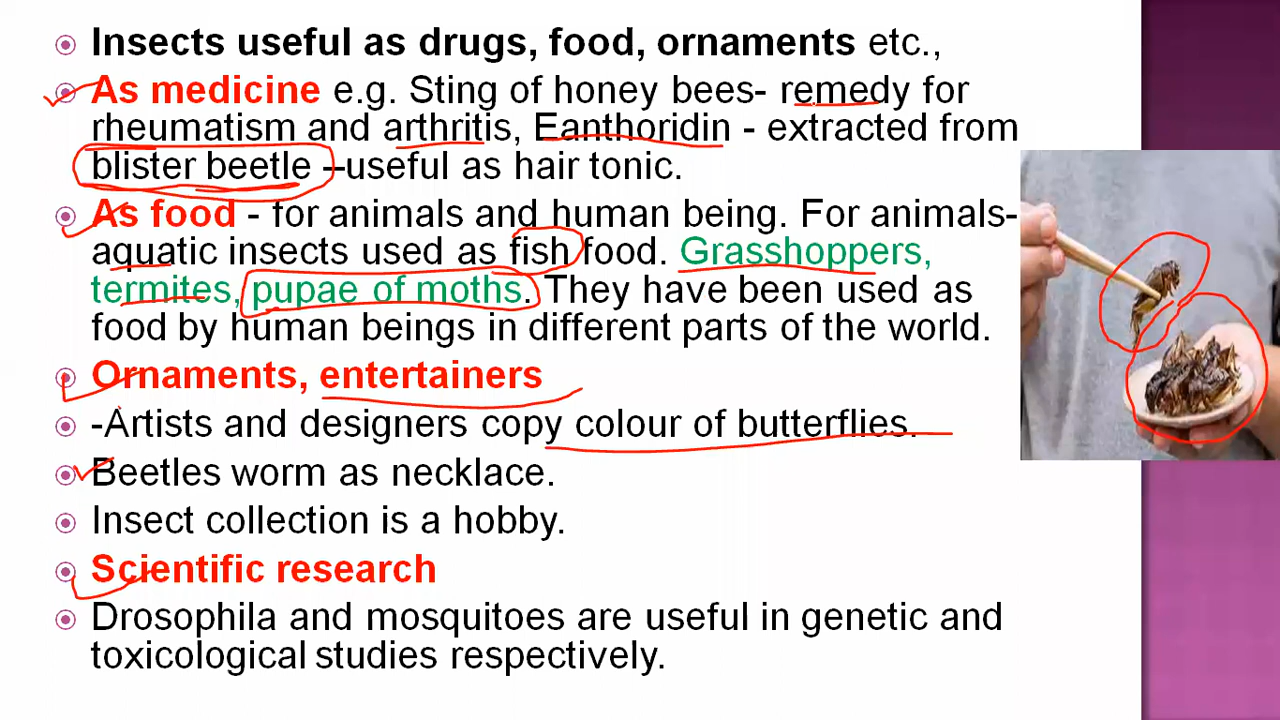 Insects useful as drugs, food, ornaments etc.,
As medicine e.g. Sting of honey bees- remedy for
rheumatism and arthritis, Eanthoridin - extracted from
blister beetle –useful as hair tonic.
As food - for animals and human being. For animals-
aquatic insects used as fish food. Grasshoppers,
termites, pupae of moths. They have been used as
food by human beings in different parts of the world.
Ornaments, entertainers
-Artists and designers copy colour of butterflies.
Beetles worm as necklace.
Insect collection is a hobby.
Scientific research
Drosophila and mosquitoes are useful in genetic and
toxicological studies respectively.